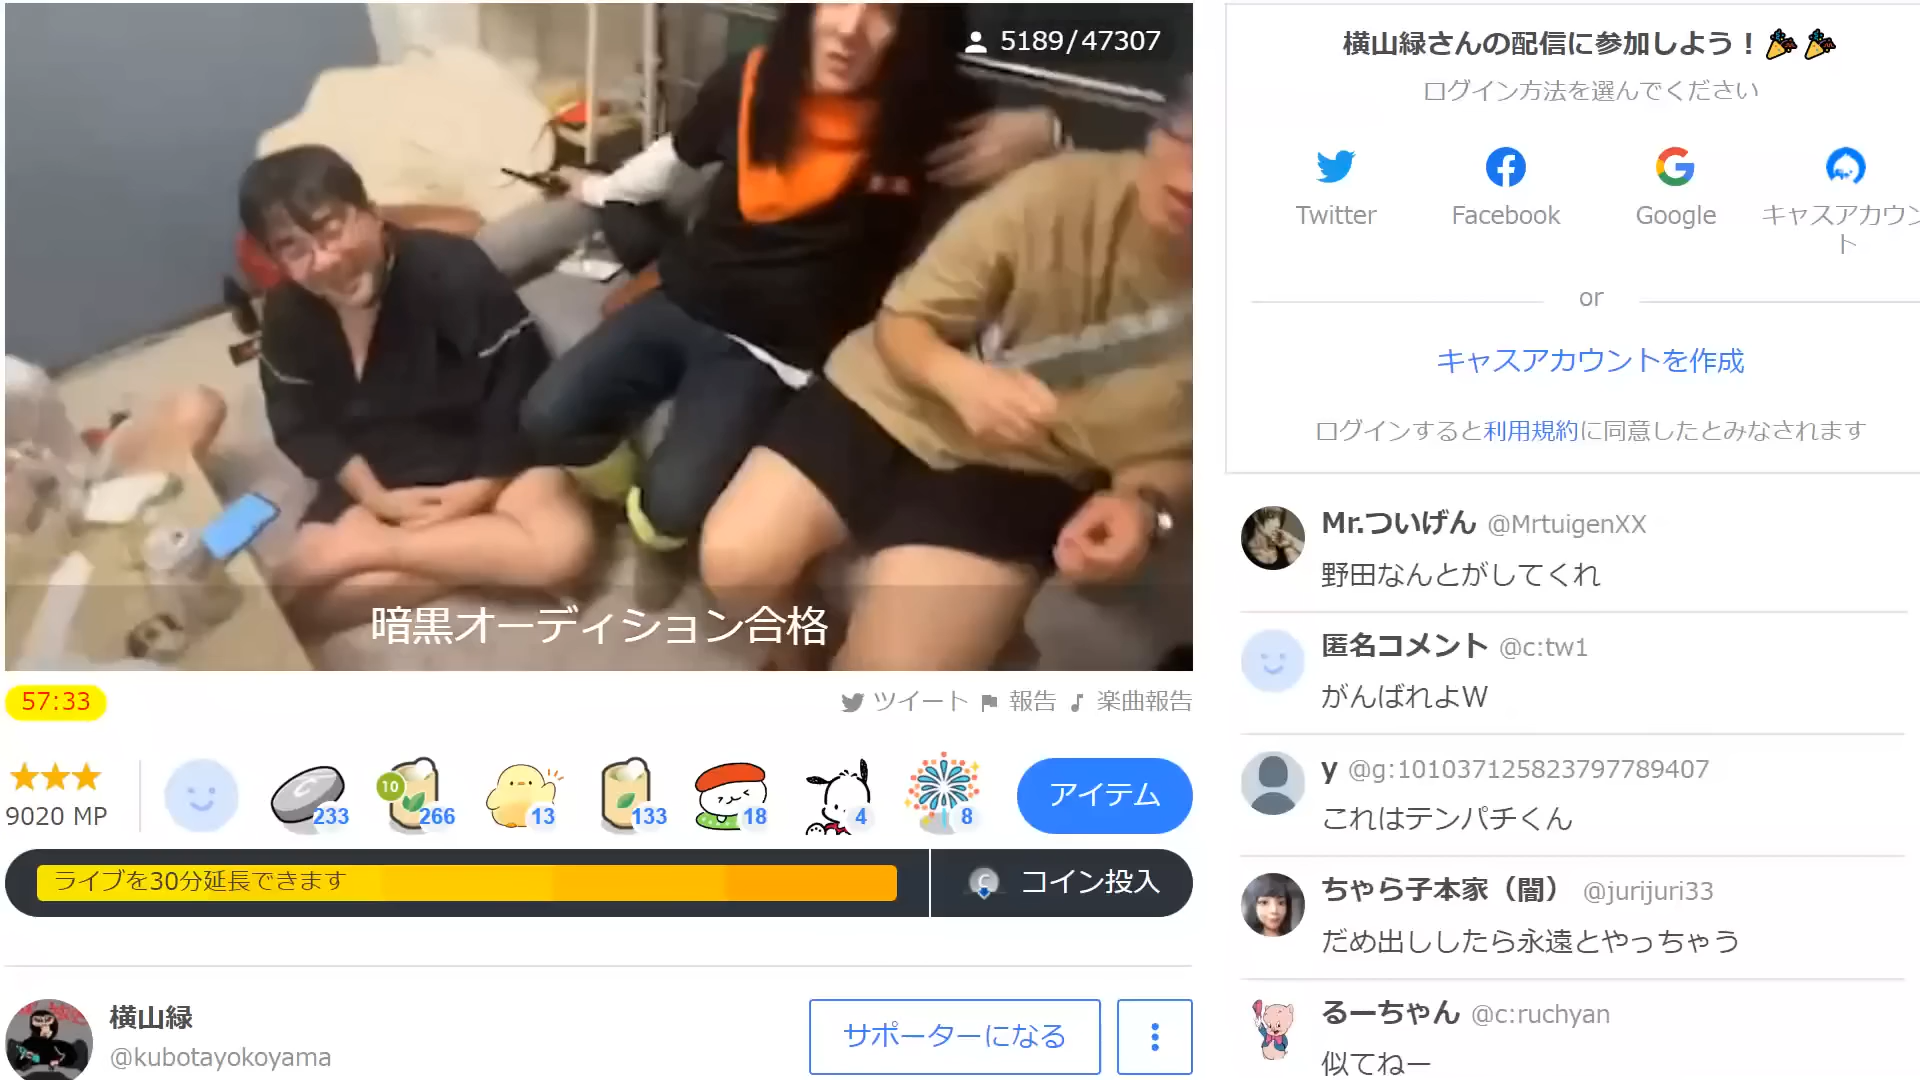 5189/47307
暗黒オーディション合格
57:33
ツイート 報告 楽曲報告
9020 MP
233
10
266
13
133
18
4
8
アイテム
ライブを30分延長できます
コイン投入
横山緑
@kubotayokoyama
サポーターになる
横山緑さんの配信に参加しよう!
ログイン方法を選んでください
Twitter
Facebook
Google
キャスアカウン
ト
or
キャスアカウントを作成
ログインすると利用規約に同意したとみなされます
Mr.ついげん @MrtuigenXX
野田なんとがしてくれ
匿名コメント @c:tw1
がんばれよW
y @g:101037125823797789407
これはテンパチくん
ちゃら子本家(闇) @jurijuri33
だめ出ししたら永遠とやっちゃう
るーちゃん @c:ruchyan
似てねー